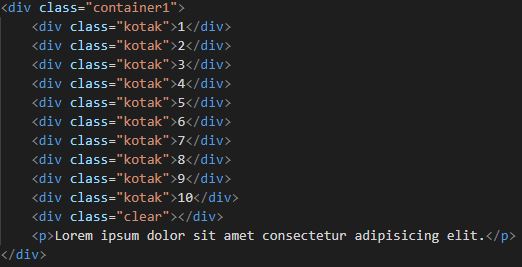 <div class="container1">
    <div class="kotak">1</div>
    <div class="kotak">2</div>
    <div class="kotak">3</div>
    <div class="kotak">4</div>
    <div class="kotak">5</div>
    <div class="kotak">6</div>
    <div class="kotak">7</div>
    <div class="kotak">8</div>
    <div class="kotak">9</div>
    <div class="kotak">10</div>
    <div class="clear"></div>
    <p>Lorem ipsum dolor sit amet consectetur adipisicing elit.</p>
</div>